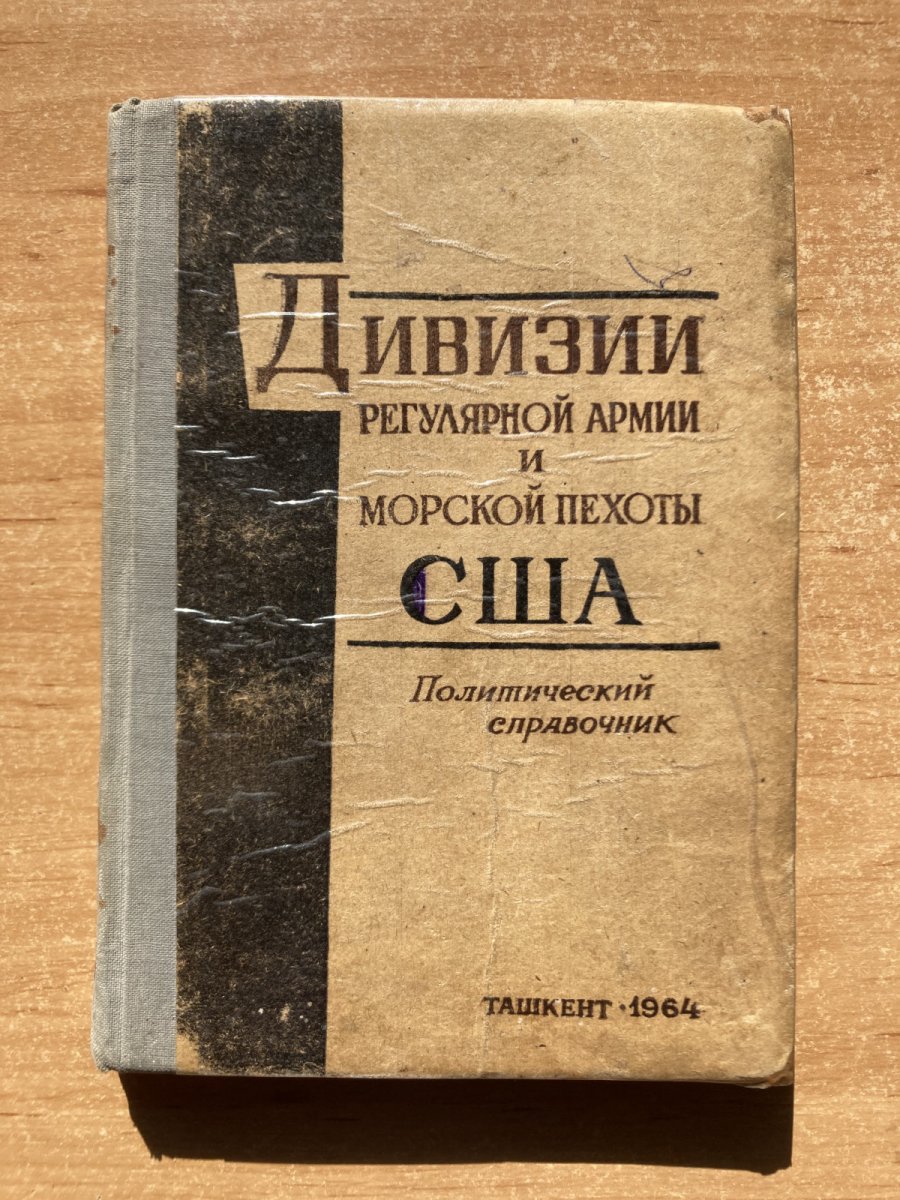 Дивизии
регулярной армии
и
морской пехоты
США
Политический
справочник
Ташкент · 1964